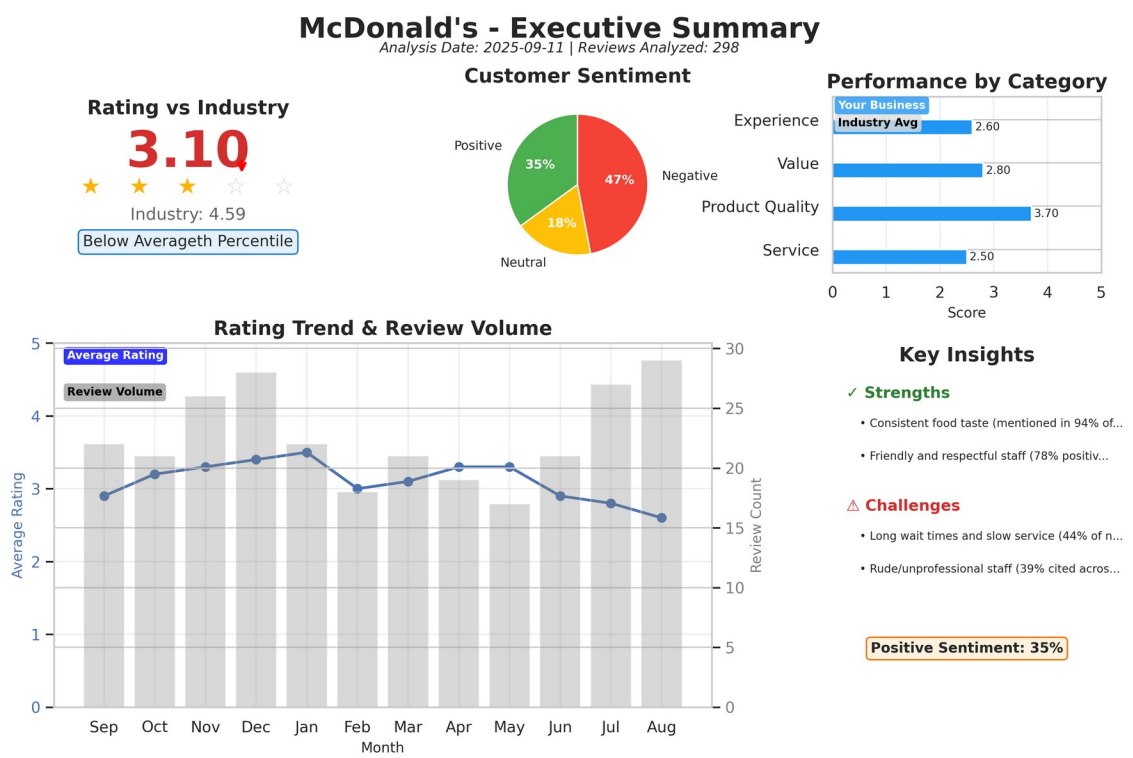 McDonald's - Executive Summary
Analysis Date: 2025-09-11 | Reviews Analyzed: 298
Rating vs Industry
3.10
Industry: 4.59
Below Averageth Percentile
Customer Sentiment
Positive
35%
47%
Negative
18%
Neutral
Performance by Category
Your Business
Industry Avg
Experience
2.60
Value
2.80
Product Quality
3.70
Service
2.50
0 1 2 3 4 5
Score
Rating Trend & Review Volume
Average Rating
Review Volume
5
4
3
2
1
0
Average Rating
30
25
20
15
10
5
0
Review Count
Sep Oct Nov Dec Jan Feb Mar Apr May Jun Jul Aug
Month
Key Insights
✓ Strengths
• Consistent food taste (mentioned in 94% of...
• Friendly and respectful staff (78% positiv...
⚠ Challenges
• Long wait times and slow service (44% of n...
• Rude/unprofessional staff (39% cited acros...
Positive Sentiment: 35%